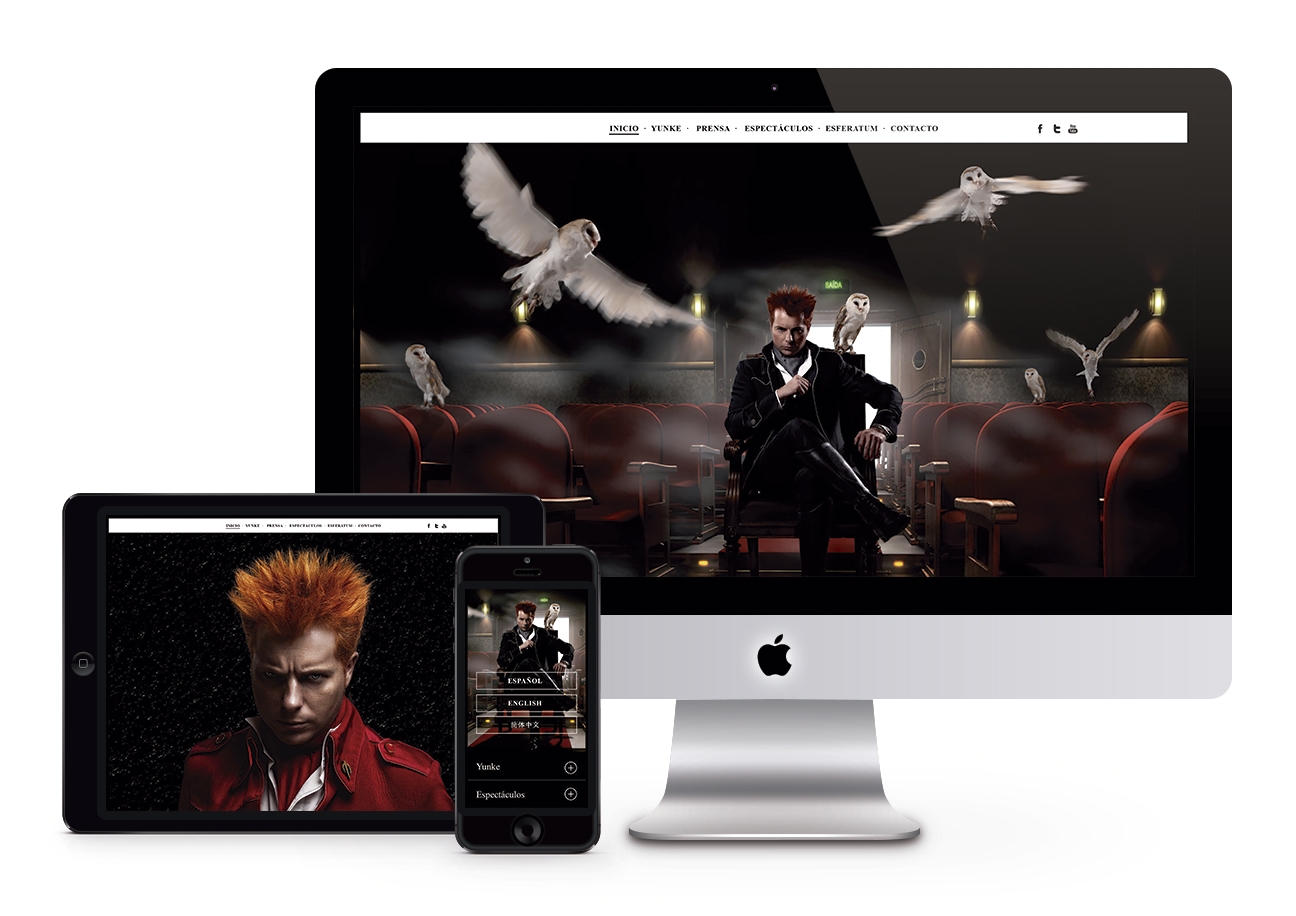 INICIO · YUNKE · PRENSA · ESPECTÁCULOS · ESFERATUM · CONTACTO
SAÍDA
INICIO · YUNKE · PRENSA · ESPECTACULOS · ESFERATUM · CONTACTO
ESPAÑOL
ENGLISH
简体中文
Yunke
Espectáculos